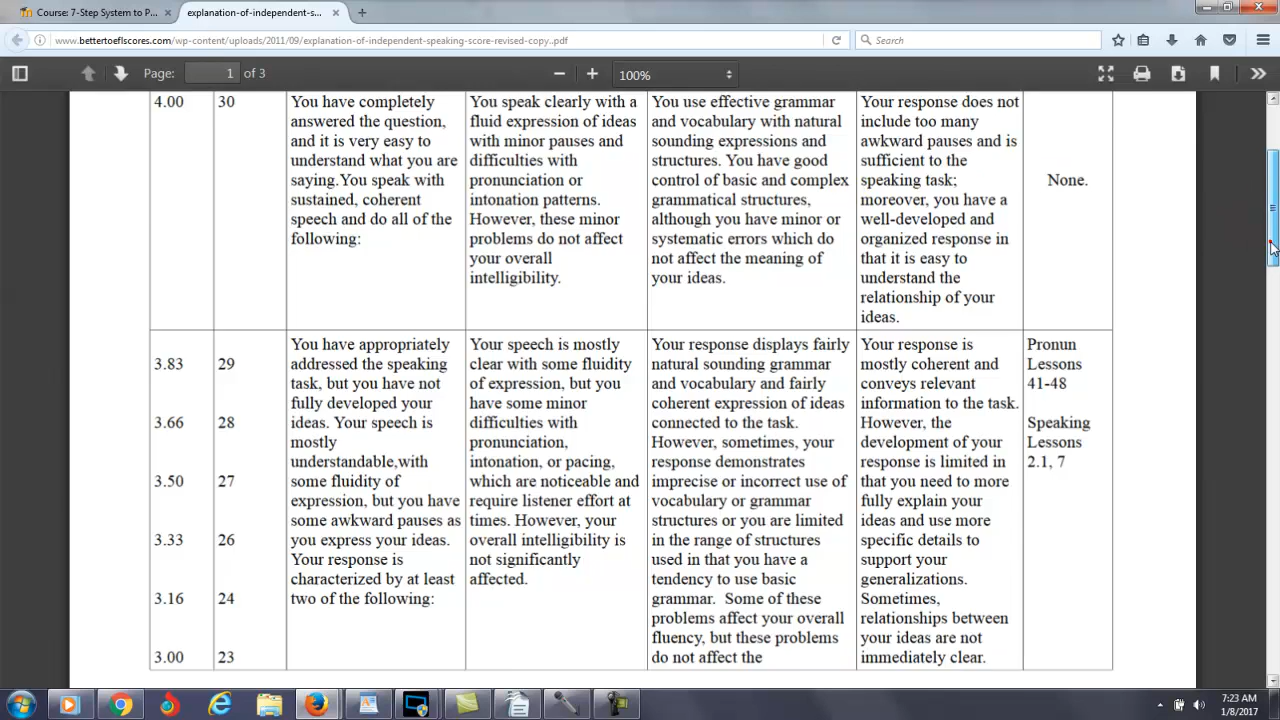 Course: 7-Step System to P...
explanation-of-independent-s...
www.bettertoeflscores.com/wp-content/uploads/2011/09/explanation-of-independent-speaking-score-revised-copy..pdf
Search
Page: 1 of 3
100%
4.00
30
You have completely
answered the question,
and it is very easy to
understand what you are
saying.You speak with
sustained, coherent
speech and do all of the
following:
You speak clearly with a
fluid expression of ideas
with minor pauses and
difficulties with
pronunciation or
intonation patterns.
However, these minor
problems do not affect
your overall
intelligibility.
You use effective grammar
and vocabulary with natural
sounding expressions and
structures. You have good
control of basic and complex
grammatical structures,
although you have minor or
systematic errors which do
not affect the meaning of
your ideas.
Your response does not
include too many
awkward pauses and is
sufficient to the
speaking task;
moreover, you have a
well-developed and
organized response in
that it is easy to
understand the
relationship of your
ideas.
None.
3.83
3.66
3.50
3.33
3.16
3.00
29
28
27
26
24
23
You have appropriately
addressed the speaking
task, but you have not
fully developed your
ideas. Your speech is
mostly
understandable,with
some fluidity of
expression, but you have
some awkward pauses as
you express your ideas.
Your response is
characterized by at least
two of the following:
Your speech is mostly
clear with some fluidity
of expression, but you
have some minor
difficulties with
pronunciation,
intonation, or pacing,
which are noticeable and
require listener effort at
times. However, your
overall intelligibility is
not significantly
affected.
Your response displays fairly
natural sounding grammar
and vocabulary and fairly
coherent expression of ideas
connected to the task.
However, sometimes, your
response demonstrates
imprecise or incorrect use of
vocabulary or grammar
structures or you are limited
in the range of structures
used in that you have a
tendency to use basic
grammar.  Some of these
problems affect your overall
fluency, but these problems
do not affect the
Your response is
mostly coherent and
conveys relevant
information to the task.
However, the
development of your
response is limited in
that you need to more
fully explain your
ideas and use more
specific details to
support your
generalizations.
Sometimes,
relationships between
your ideas are not
immediately clear.
Pronun
Lessons
41-48
Speaking
Lessons
2.1, 7
7:23 AM
1/8/2017